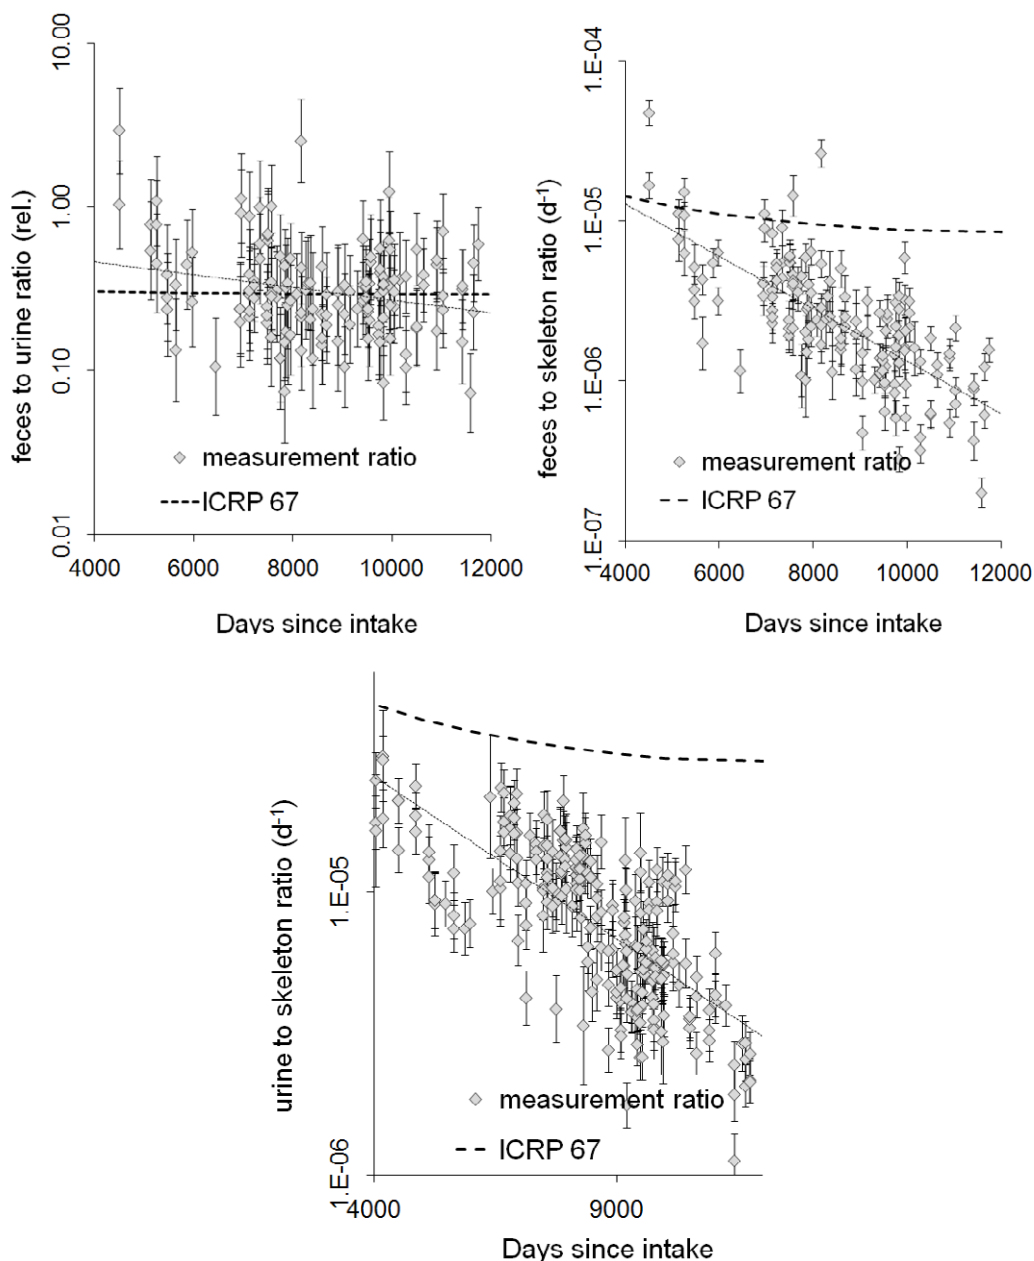 10.00
1.00
0.10
0.01
feces to urine ratio (rel.)
measurement ratio
ICRP 67
4000 6000 8000 10000 12000
Days since intake
1.E-04
1.E-05
1.E-06
1.E-07
feces to skeleton ratio (d⁻¹)
measurement ratio
ICRP 67
4000 6000 8000 10000 12000
Days since intake
1.E-05
1.E-06
urine to skeleton ratio (d⁻¹)
measurement ratio
ICRP 67
4000 9000
Days since intake